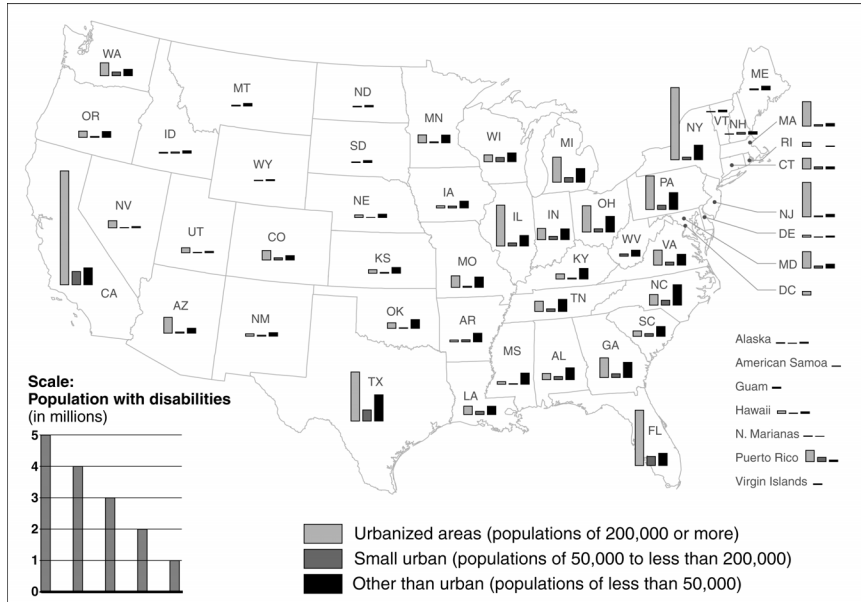 WA
OR
ID
MT
ND
SD
WY
NV
UT
CO
NE
KS
CA
AZ
NM
OK
TX
MN
IA
MO
AR
LA
WI
IL
MI
IN
OH
KY
TN
MS
AL
GA
FL
SC
NC
VA
WV
PA
NY
VT
NH
ME
MA
RI
CT
NJ
DE
MD
DC
Alaska
American Samoa
Guam
Hawaii
N. Marianas
Puerto Rico
Virgin Islands
Scale:
Population with disabilities
(in millions)
5
4
3
2
1
0
Urbanized areas (populations of 200,000 or more)
Small urban (populations of 50,000 to less than 200,000)
Other than urban (populations of less than 50,000)